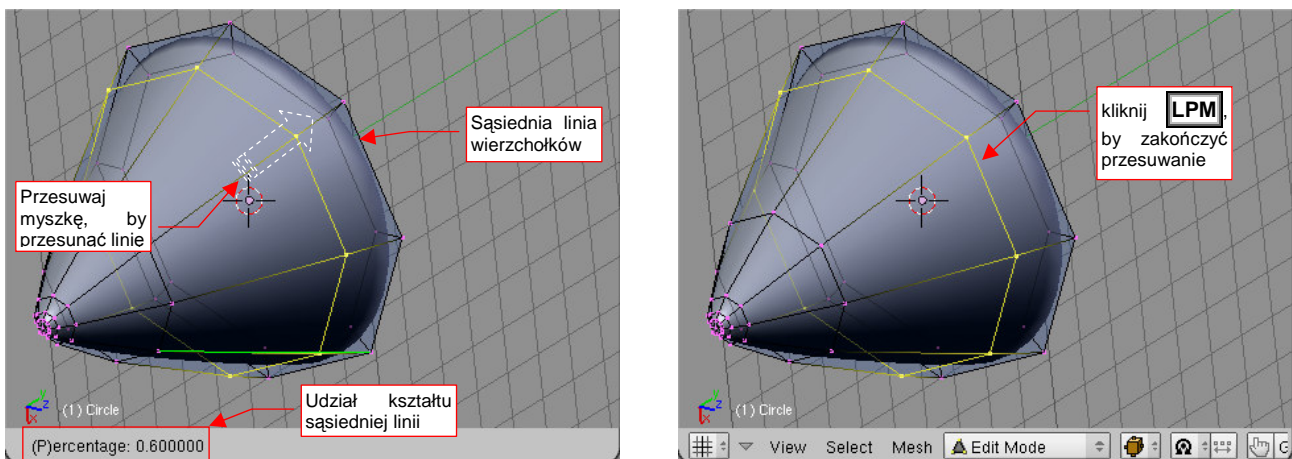 Sąsiednia linia
wierzchołków
Przesuwaj
myszkę, by
przesunać linie
Udział kształtu
sąsiedniej linii
z
y
x
(1) Circle
(P)ercentage: 0.600000
kliknij LPM,
by zakończyć
przesuwanie
z
y
x
(1) Circle
View Select Mesh Edit Mode G